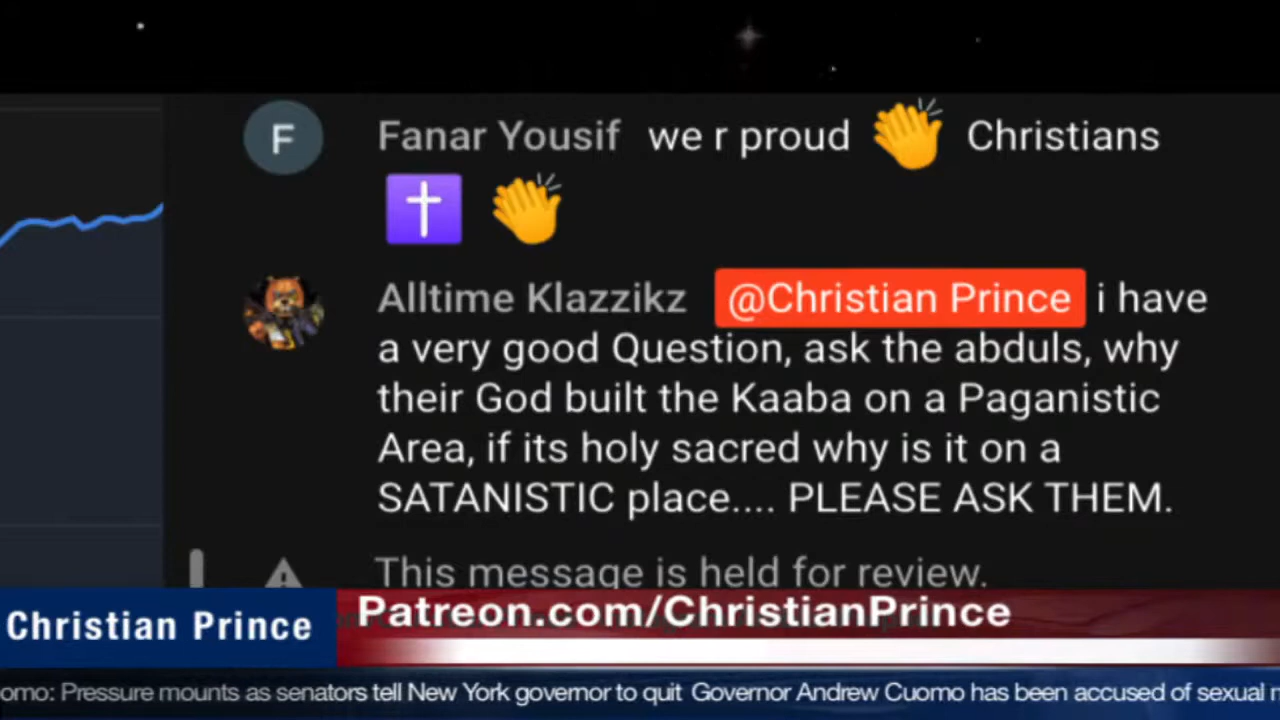 F Fanar Yousif we r proud 👏 Christians
✝️ 👏
Alltime Klazzikz @Christian Prince i have
a very good Question, ask the abduls, why
their God built the Kaaba on a Paganistic
Area, if its holy sacred why is it on a
SATANISTIC place.... PLEASE ASK THEM.
This message is held for review.
Christian Prince
Patreon.com/ChristianPrince
omo: Pressure mounts as senators tell New York governor to quit Governor Andrew Cuomo has been accused of sexual